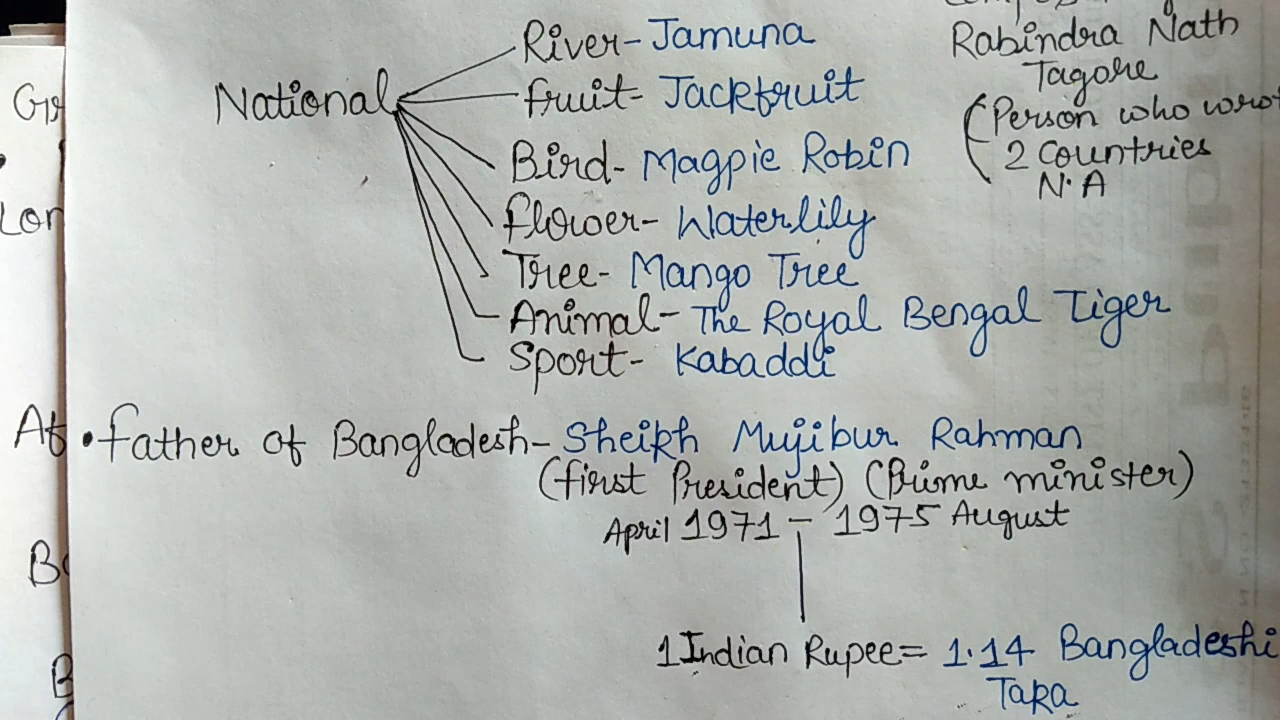 River- Jamuna
National
fruit- Jackfruit
Bird- Magpie Robin
flower- Waterlily
Tree- Mango Tree
Animal- The Royal Bengal Tiger
Sport- Kabaddi
Rabindra Nath
Tagore
(Person who wrot
2 Countries
N.A
• father of Bangladesh- Sheikh Mujibur Rahman
(first President) (Prime minister)
April 1971 - 1975 August
1 Indian Rupee= 1.14 Bangladeshi
Taka